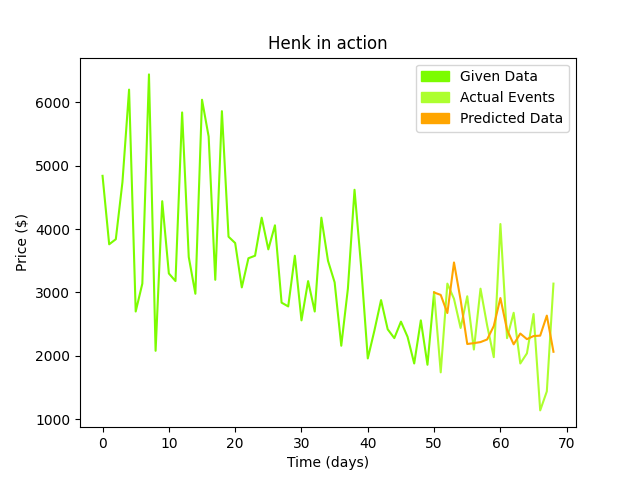 Henk in action
Given Data
Actual Events
Predicted Data
Price ($)
6000
5000
4000
3000
2000
1000
0 10 20 30 40 50 60 70
Time (days)